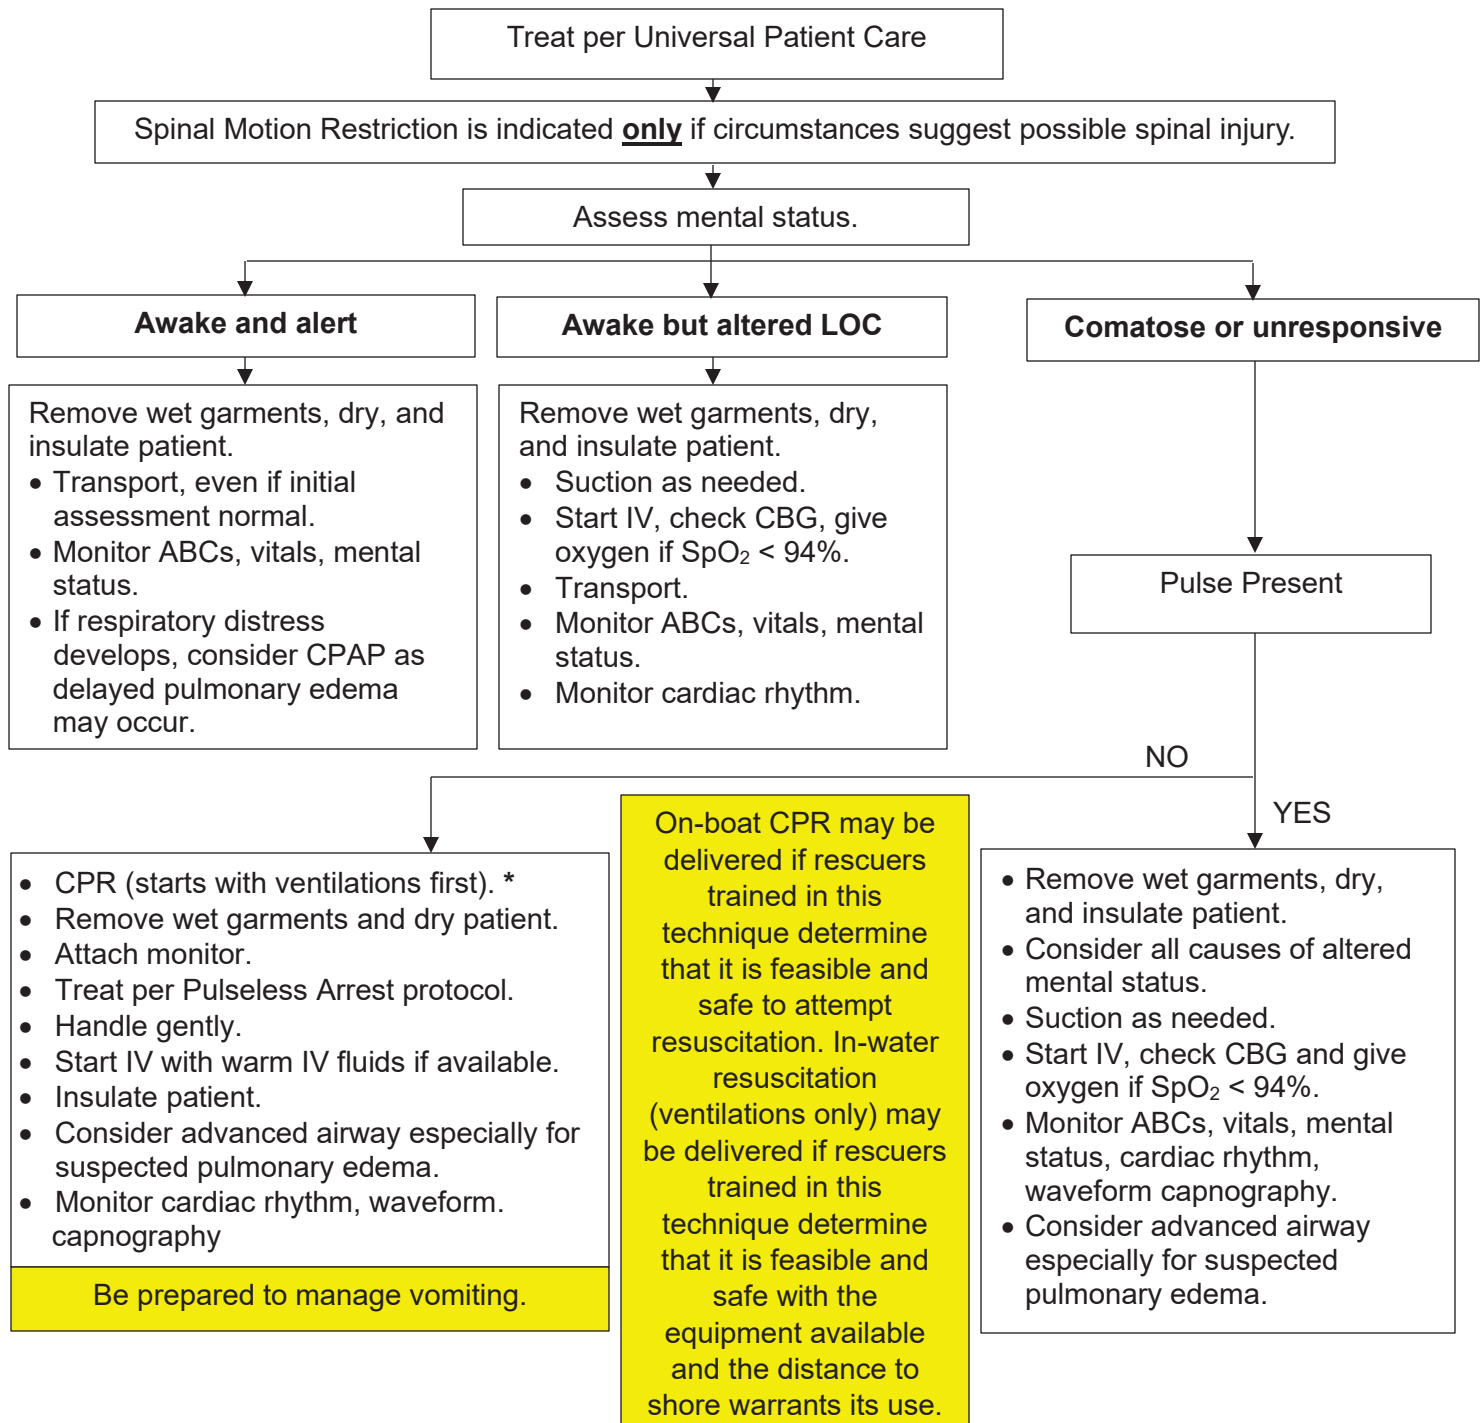 Treat per Universal Patient Care
Spinal Motion Restriction is indicated only if circumstances suggest possible spinal injury.
Assess mental status.
Awake and alert
Remove wet garments, dry, and
insulate patient.
• Transport, even if initial
assessment normal.
• Monitor ABCs, vitals, mental
status.
• If respiratory distress
develops, consider CPAP as
delayed pulmonary edema
may occur.
Awake but altered LOC
Remove wet garments, dry,
and insulate patient.
• Suction as needed.
• Start IV, check CBG, give
oxygen if SpO₂ < 94%.
• Transport.
• Monitor ABCs, vitals, mental
status.
• Monitor cardiac rhythm.
Comatose or unresponsive
Pulse Present
NO
YES
• CPR (starts with ventilations first). *
• Remove wet garments and dry patient.
• Attach monitor.
• Treat per Pulseless Arrest protocol.
• Handle gently.
• Start IV with warm IV fluids if available.
• Insulate patient.
• Consider advanced airway especially for
suspected pulmonary edema.
• Monitor cardiac rhythm, waveform.
capnography
Be prepared to manage vomiting.
On-boat CPR may be
delivered if rescuers
trained in this
technique determine
that it is feasible and
safe to attempt
resuscitation. In-water
resuscitation
(ventilations only) may
be delivered if rescuers
trained in this
technique determine
that it is feasible and
safe with the
equipment available
and the distance to
shore warrants its use.
• Remove wet garments, dry,
and insulate patient.
• Consider all causes of altered
mental status.
• Suction as needed.
• Start IV, check CBG and give
oxygen if SpO₂ < 94%.
• Monitor ABCs, vitals, mental
status, cardiac rhythm,
waveform capnography.
• Consider advanced airway
especially for suspected
pulmonary edema.